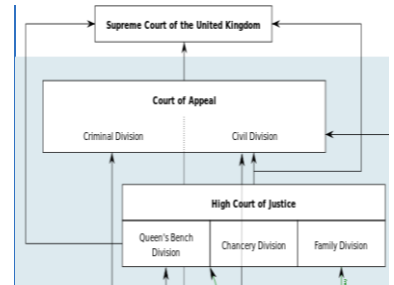 Supreme Court of the United Kingdom
Court of Appeal
Criminal Division
Civil Division
High Court of Justice
Queen's Bench
Division
Chancery Division
Family Division
3